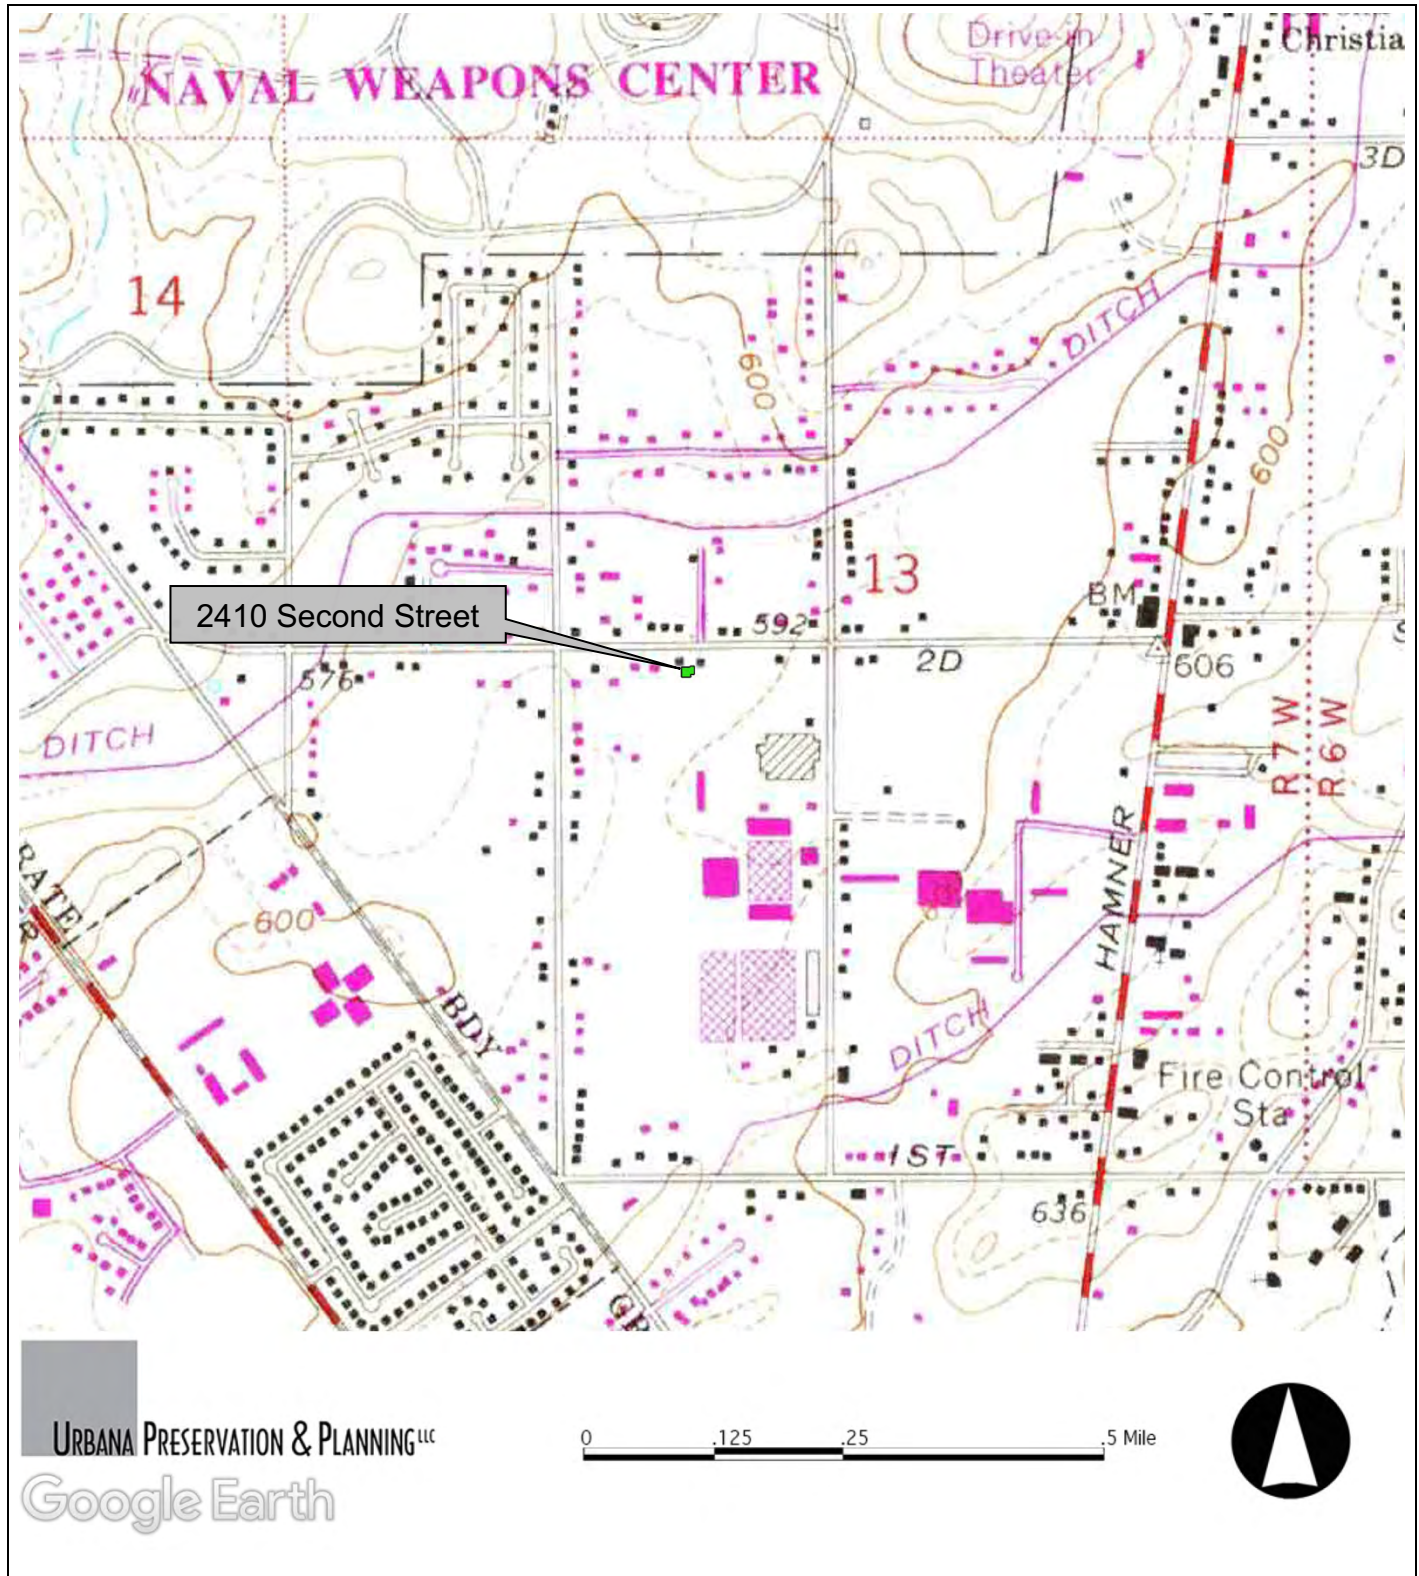 Drive-in
Theater
Christia
NAVAL WEAPONS CENTER
3D
14
DITCH
600
600
13
BM
2410 Second Street
592
2D
606
576
DITCH
R 7 W
R 6 W
HAMNER
600
BDY
DITCH
Fire Control
Sta
1ST
636
URBANA PRESERVATION & PLANNING LLC
0 .125 .25 .5 Mile
Google Earth